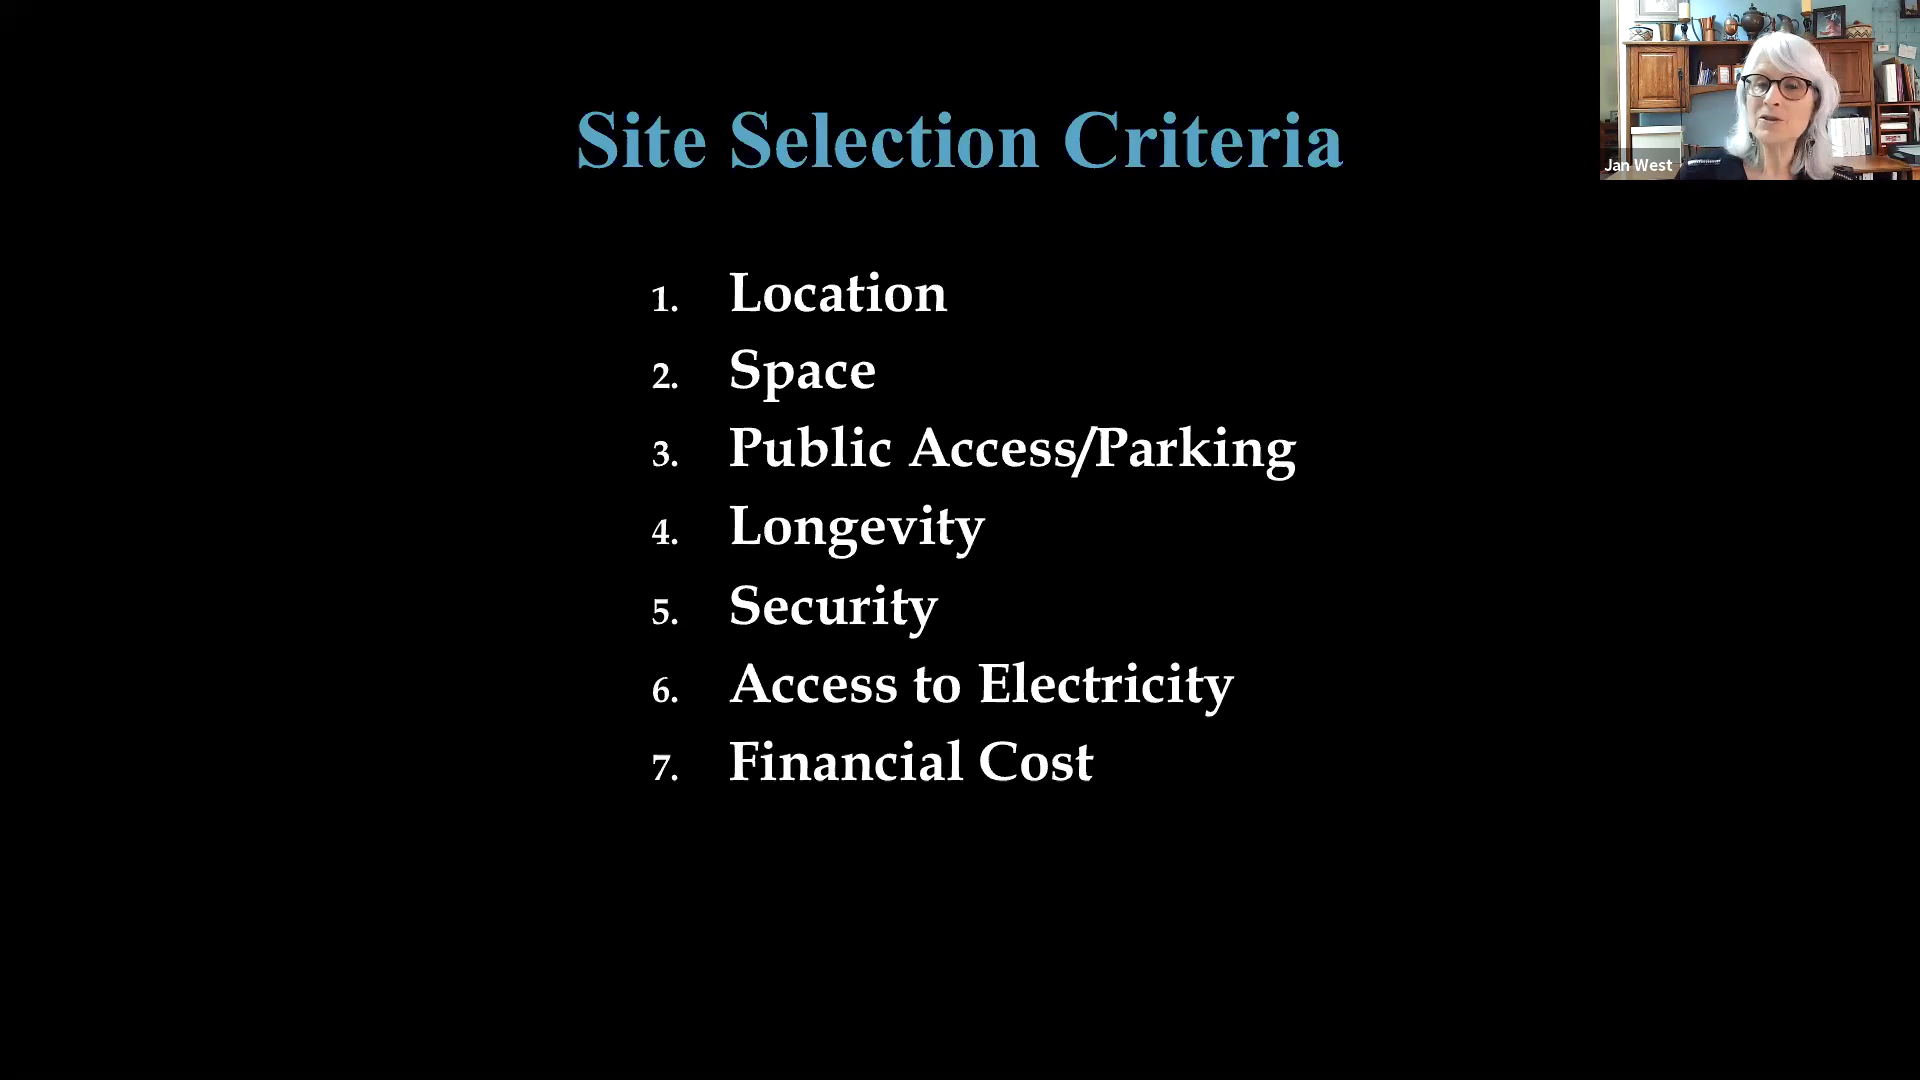 Site Selection Criteria
Jan West
1. Location
2. Space
3. Public Access/Parking
4. Longevity
5. Security
6. Access to Electricity
7. Financial Cost